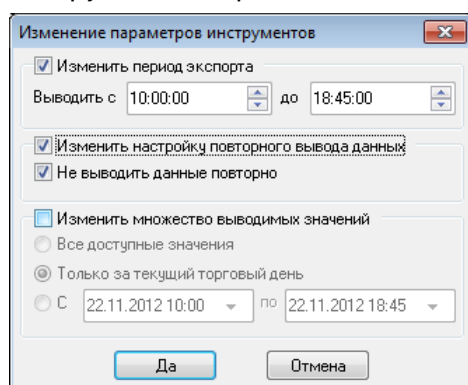 Изменение параметров инструментов
Изменить период экспорта
Выводить с 10:00:00 до 18:45:00
Изменить настройку повторного вывода данных
Не выводить данные повторно
Изменить множество выводимых значений
Все доступные значения
Только за текущий торговый день
С 22.11.2012 10:00 по 22.11.2012 18:45
Да Отмена